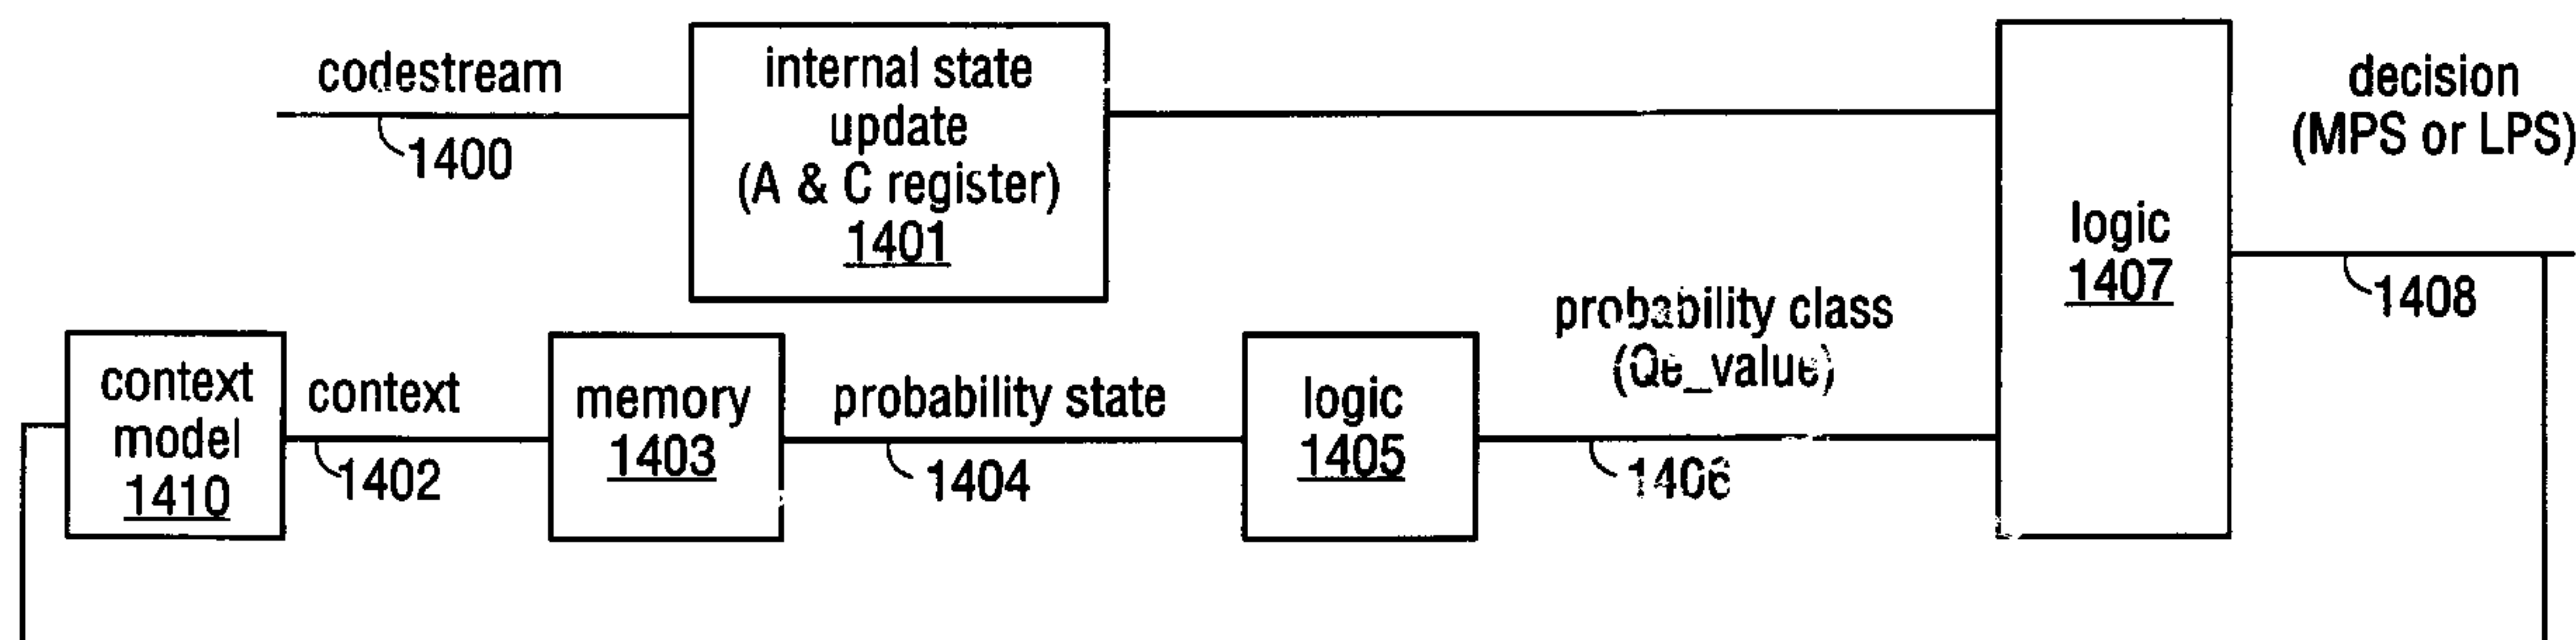 codestream
1400
internal state
update
(A & C register)
1401
decision
(MPS or LPS)
logic
1407
1408
probability class
(Qe_value)
1406
context
model
1410
context
1402
memory
1403
probability state
1404
logic
1405